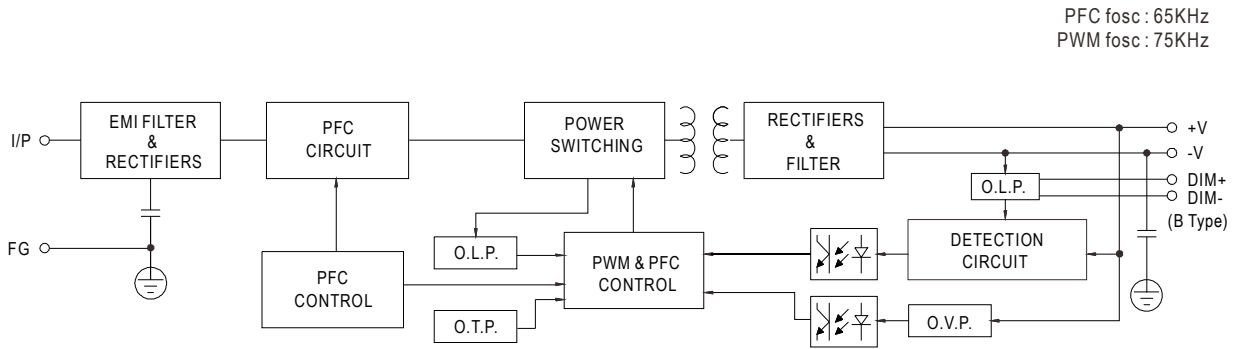 PFC fosc : 65KHz
PWM fosc : 75KHz
I/P
EMI FILTER
&
RECTIFIERS
PFC
CIRCUIT
POWER
SWITCHING
RECTIFIERS
&
FILTER
+V
-V
DIM+
DIM-
(B Type)
O.L.P.
FG
O.L.P.
PFC
CONTROL
PWM & PFC
CONTROL
DETECTION
CIRCUIT
O.T.P.
O.V.P.